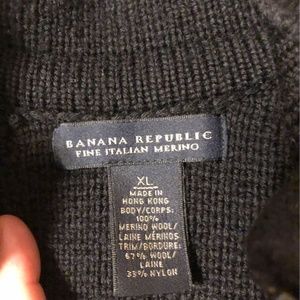 BANANA REPUBLIC
FINE ITALIAN MERINO
XL
MADE IN
HONG KONG
BODY/CORPS:
100%
MERINO WOOL/
LAINE MÉRINOS
TRIM/BORDURE:
67% WOOL/
LAINE
33% NYLON